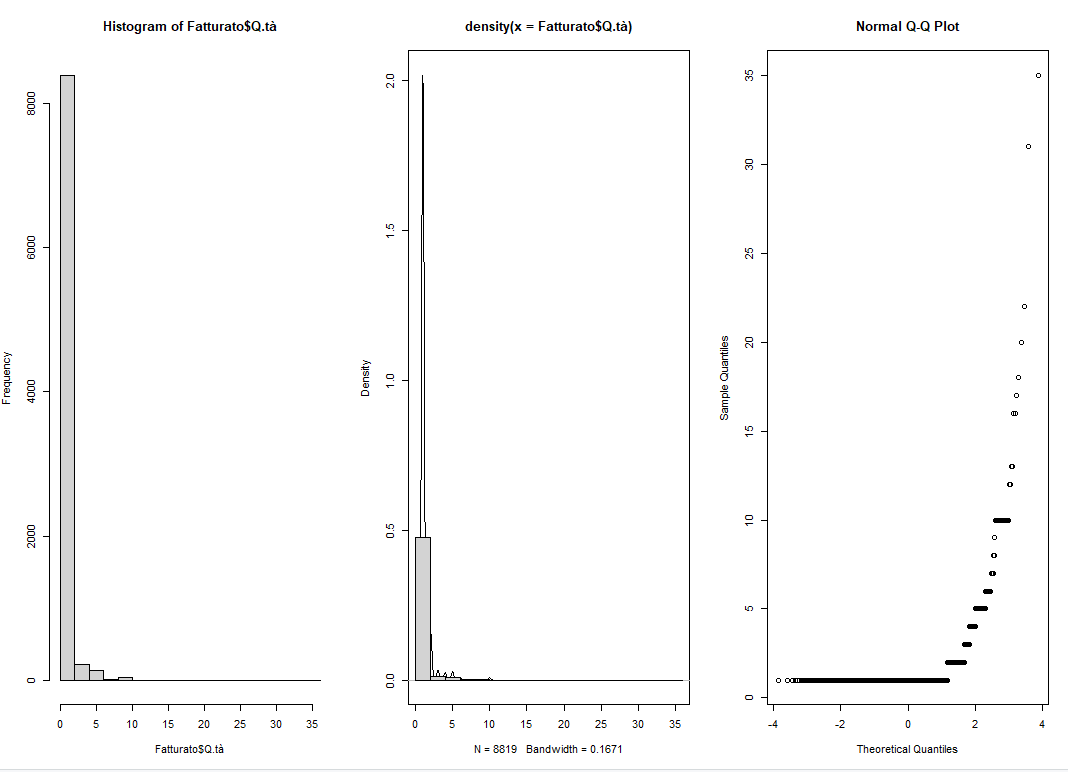 Histogram of Fatturato$Q.tà
Frequency
0 2000 4000 6000 8000
0 5 10 15 20 25 30 35
Fatturato$Q.tà
density(x = Fatturato$Q.tà)
Density
0.0 0.5 1.0 1.5 2.0
0 5 10 15 20 25 30 35
N = 8819 Bandwidth = 0.1671
Normal Q-Q Plot
Sample Quantiles
0 5 10 15 20 25 30 35
-4 -2 0 2 4
Theoretical Quantiles